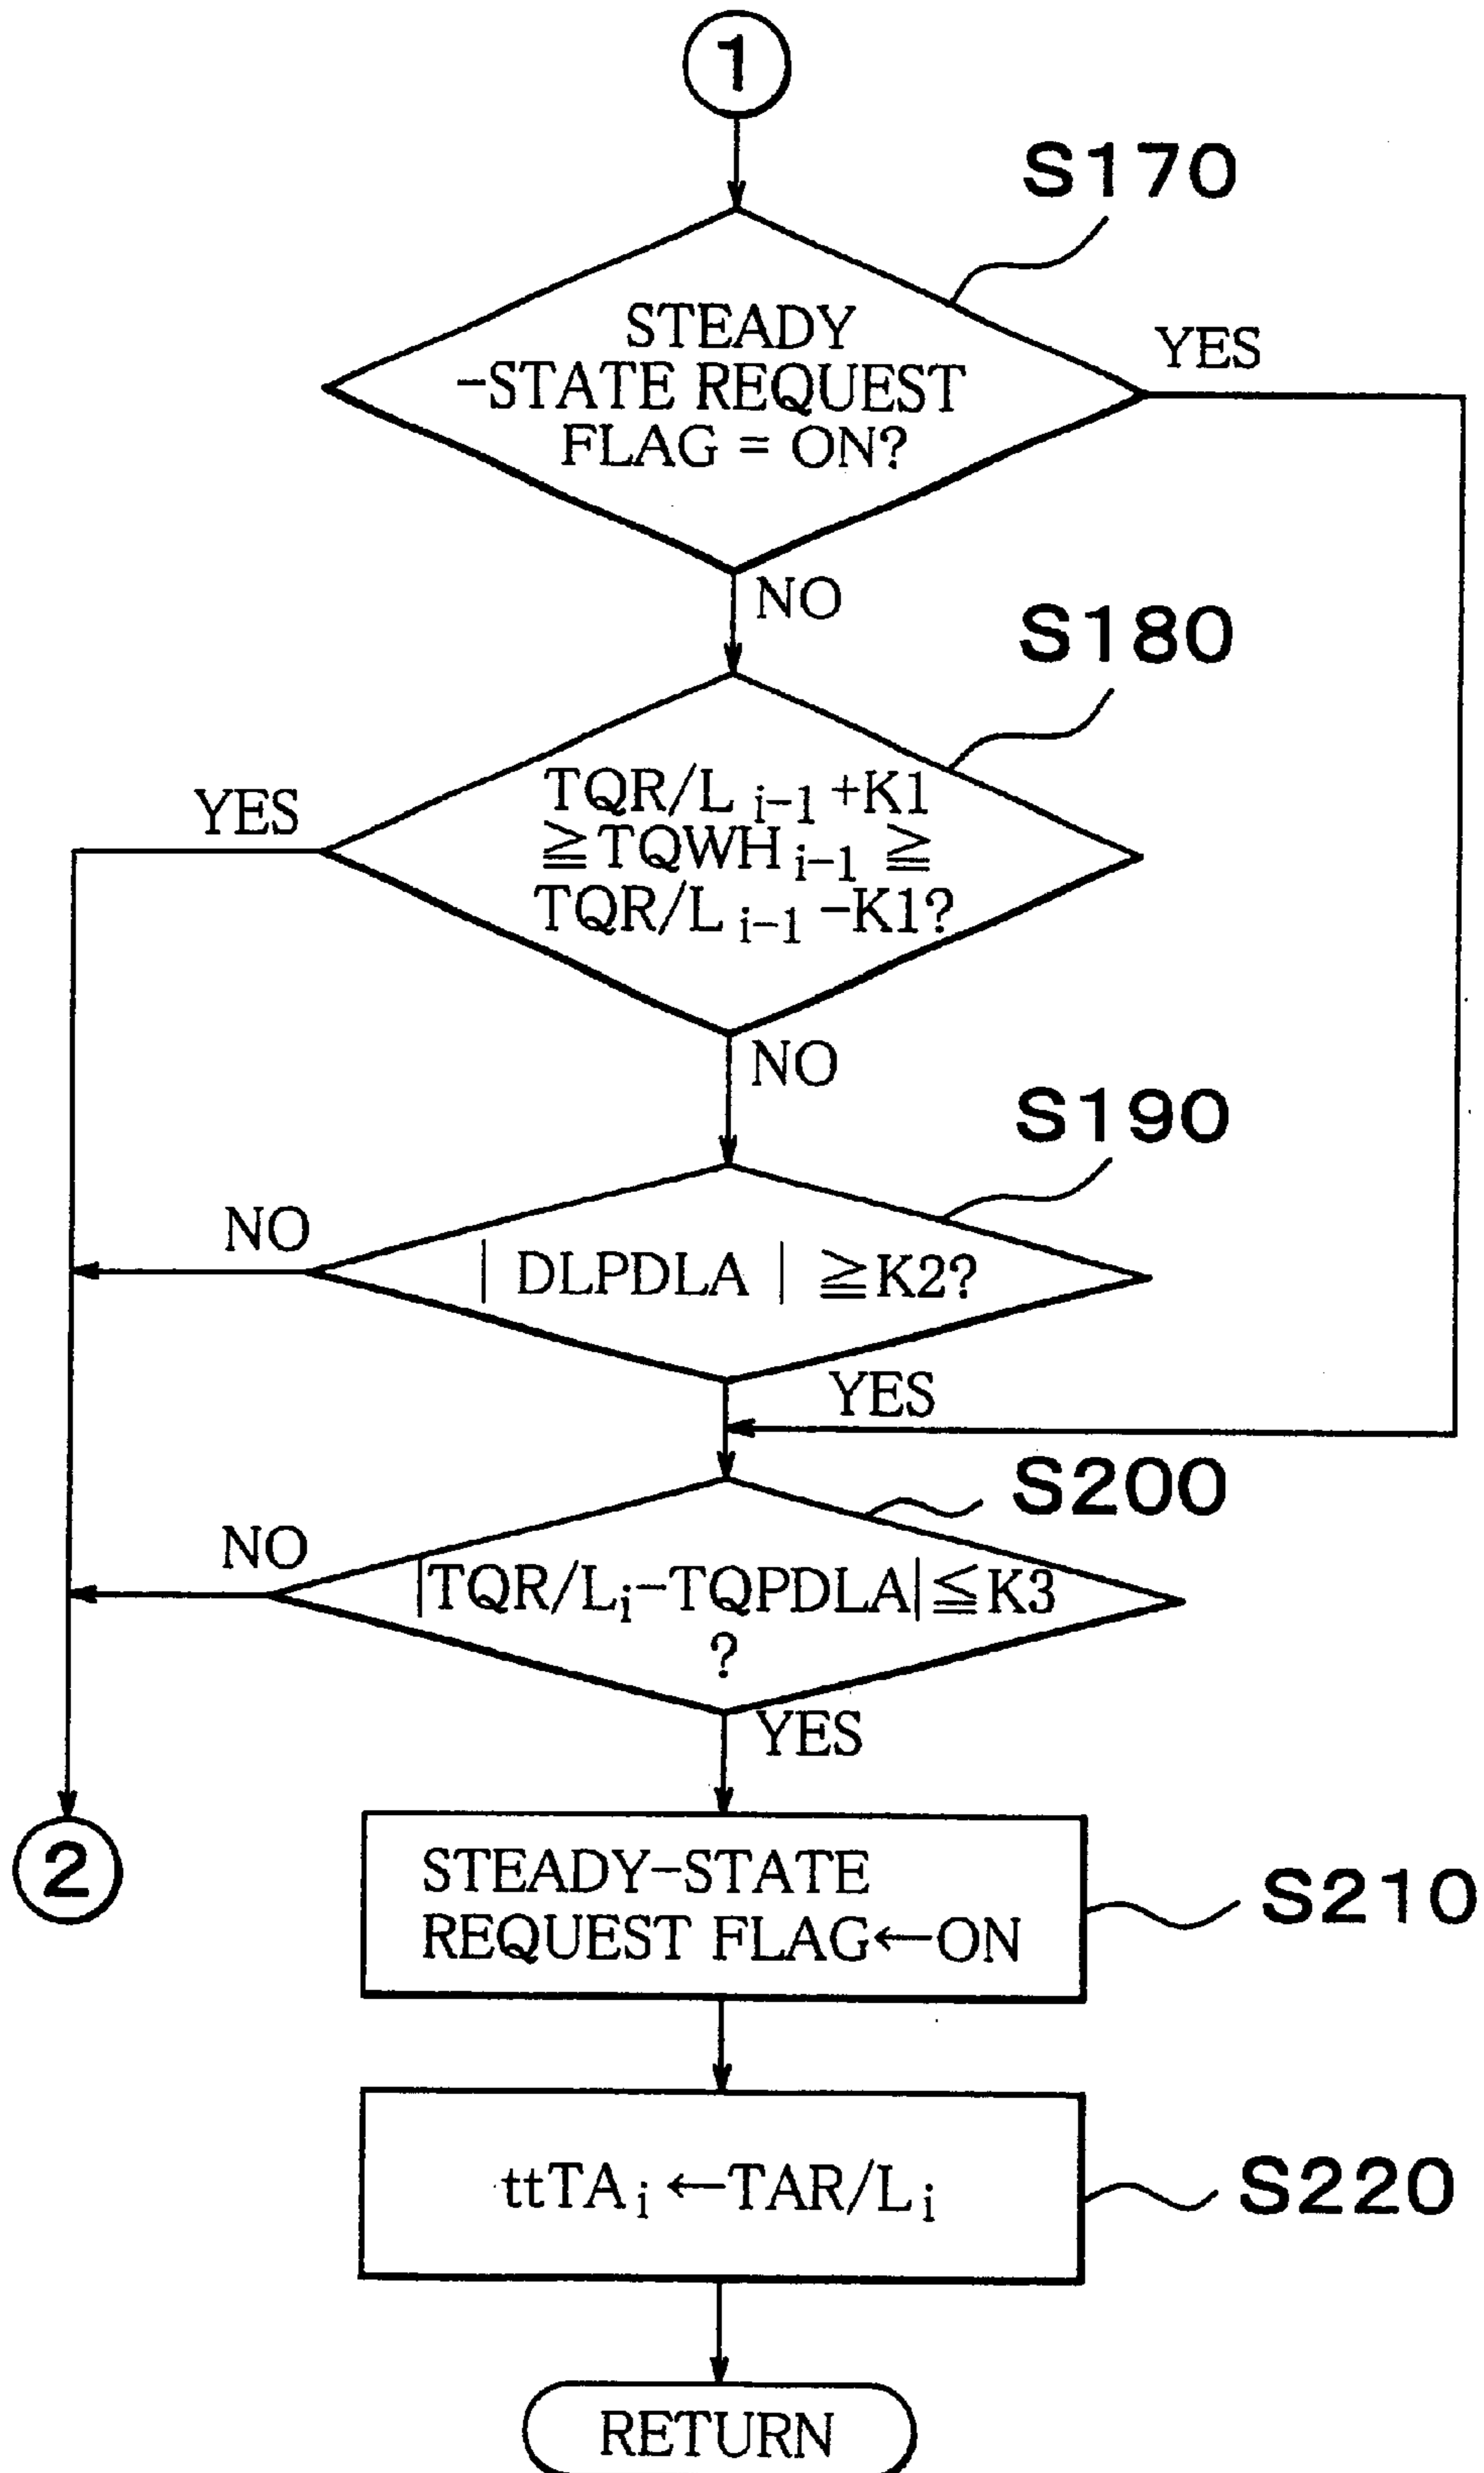 1
S170
STEADY
-STATE REQUEST
FLAG = ON?
YES
NO
S180
TQR/L i-1 +K1
≧TQWH i-1 ≧
TQR/L i-1 -K1?
YES
NO
S190
| DLPDLA | ≧K2?
NO
YES
S200
|TQR/Li-TQPDLA|≦K3
?
NO
YES
2
STEADY-STATE
REQUEST FLAG←ON
S210
ttTA i ←TAR/L i
S220
RETURN